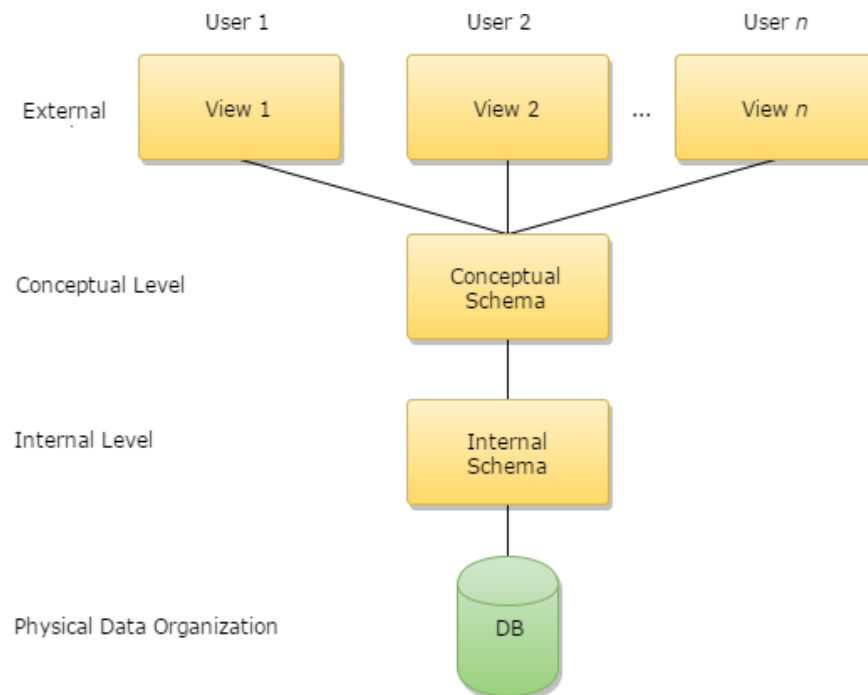 User 1
User 2
User n
External
View 1
View 2
...
View n
Conceptual Level
Conceptual
Schema
Internal Level
Internal
Schema
Physical Data Organization
DB